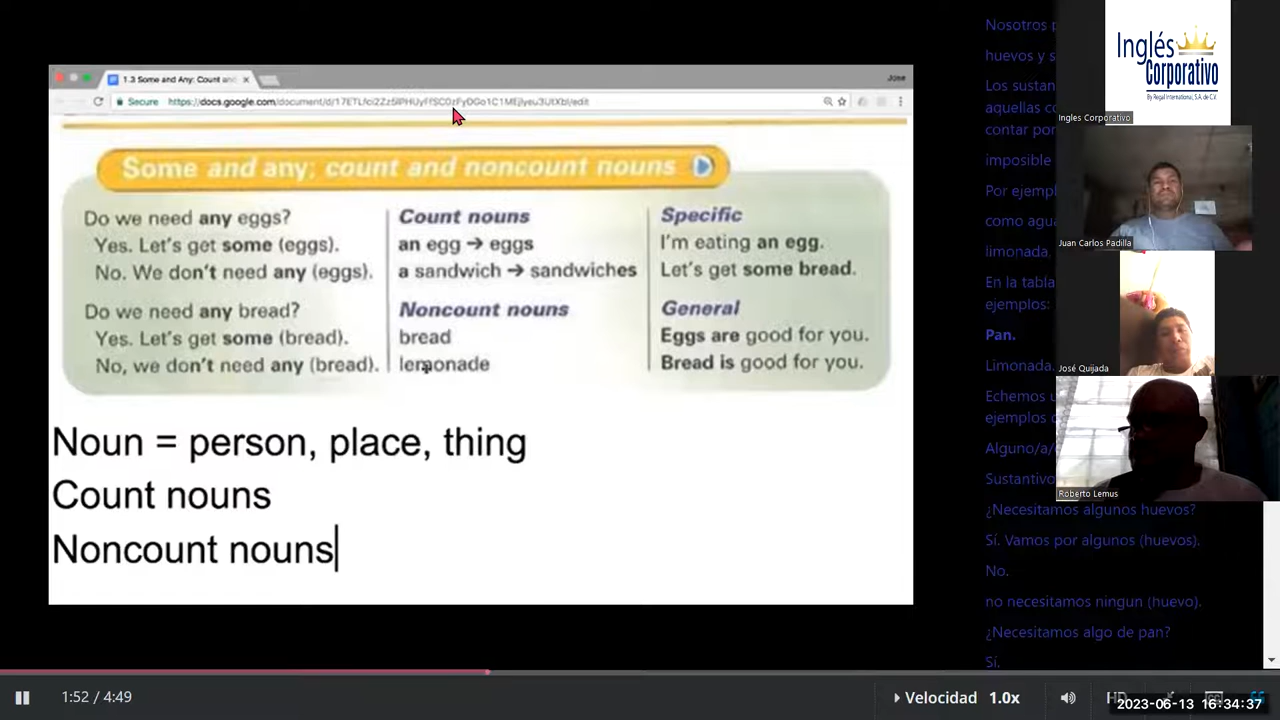 1.3 Some and Any: Count and
Jose
Secure
Some and any; count and noncount nouns
Do we need any eggs?
Yes. Let's get some (eggs).
No. We don't need any (eggs).
Do we need any bread?
Yes. Let's get some (bread).
No, we don't need any (bread).
Count nouns
an egg → eggs
a sandwich → sandwiches
Noncount nouns
bread
lemonade
Specific
I'm eating an egg.
Let's get some bread.
General
Eggs are good for you.
Bread is good for you.
Noun = person, place, thing
Count nouns
Noncount nouns
Nosotros
huevos y
Los sustan
aquellas co
contar por
imposible
Por ejempl
como agua
limonada
En la tabla
ejemplos:
Pan.
Limonada.
Echemos u
ejemplos
Alguno/a/
Sustantivo
¿Necesitamos algunos huevos?
Sí. Vamos por algunos (huevos).
No.
no necesitamos ningun (huevo).
¿Necesitamos algo de pan?
Sí.
Inglés
Corporativo
By Regal International, S.A. de C.V.
Ingles Corporativo
Juan Carlos Padilla
José Quijada
Roberto Lemus
1:52 / 4:49
Velocidad 1.0x
HD
2023-06-13 16:34:37